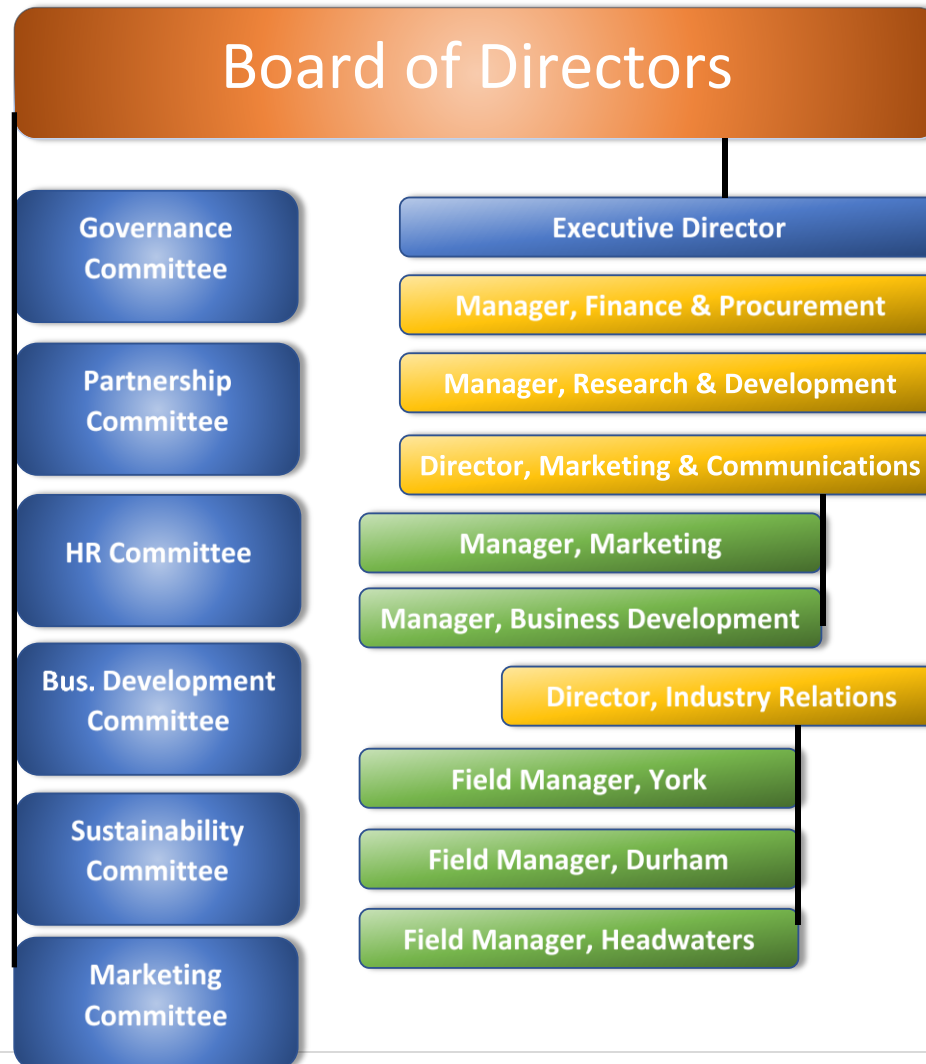 Board of Directors
Governance
Committee
Partnership
Committee
HR Committee
Bus. Development
Committee
Sustainability
Committee
Marketing
Committee
Executive Director
Manager, Finance & Procurement
Manager, Research & Development
Director, Marketing & Communications
Manager, Marketing
Manager, Business Development
Director, Industry Relations
Field Manager, York
Field Manager, Durham
Field Manager, Headwaters